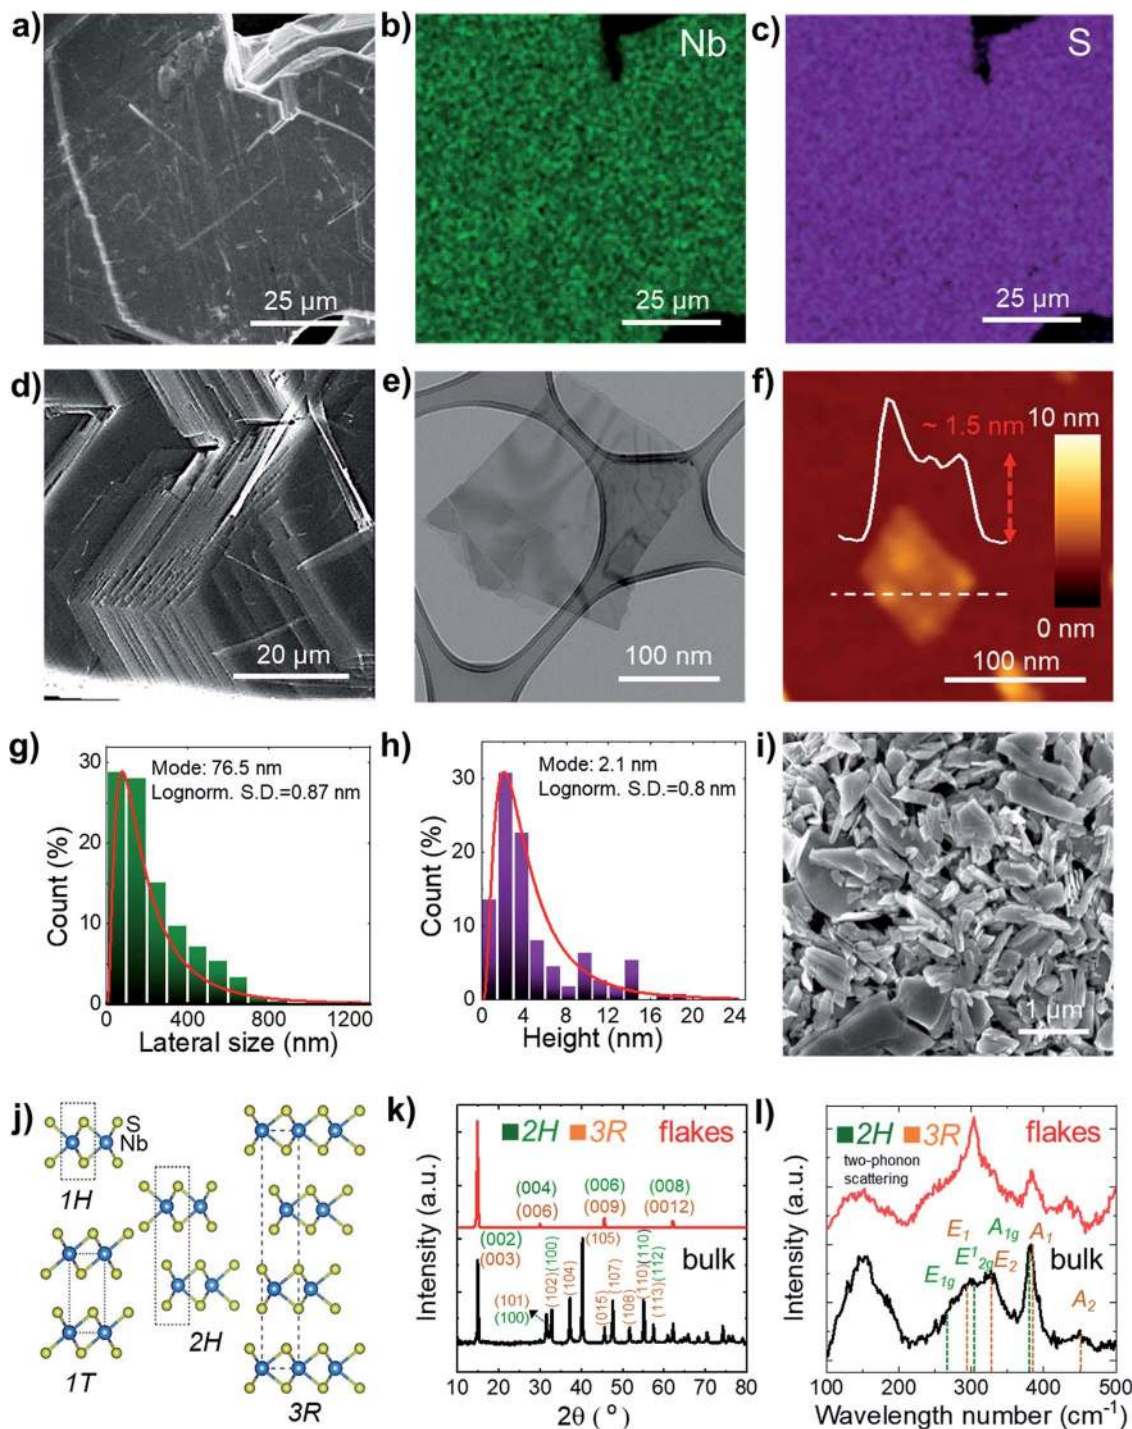 a)
25 µm
b)
Nb
25 µm
c)
S
25 µm
d)
20 µm
e)
100 nm
f)
~ 1.5 nm
10 nm
0 nm
100 nm
g)
Mode: 76.5 nm
Lognorm. S.D.=0.87 nm
Count (%)
30
20
10
0
0 400 800 1200
Lateral size (nm)
h)
Mode: 2.1 nm
Lognorm. S.D.=0.8 nm
Count (%)
30
20
10
0
0 4 8 12 16 20 24
Height (nm)
i)
1 µm
j)
S
Nb
1H
1T
2H
3R
k)
2H 3R flakes
(004) (006) (008)
(006) (009) (0012)
(002)
(003)
(101)
(100)
(102)
(100)
(104)
(105)
(015)
(107)
(108)
(110)
(110)
(113)
(112)
bulk
Intensity (a.u.)
10 20 30 40 50 60 70 80
2θ ( ° )
l)
2H 3R flakes
two-phonon
scattering
E1 A1g A1
E1g E12g E2 bulk
A2
Intensity (a.u.)
100 200 300 400 500
Wavelength number (cm-1)